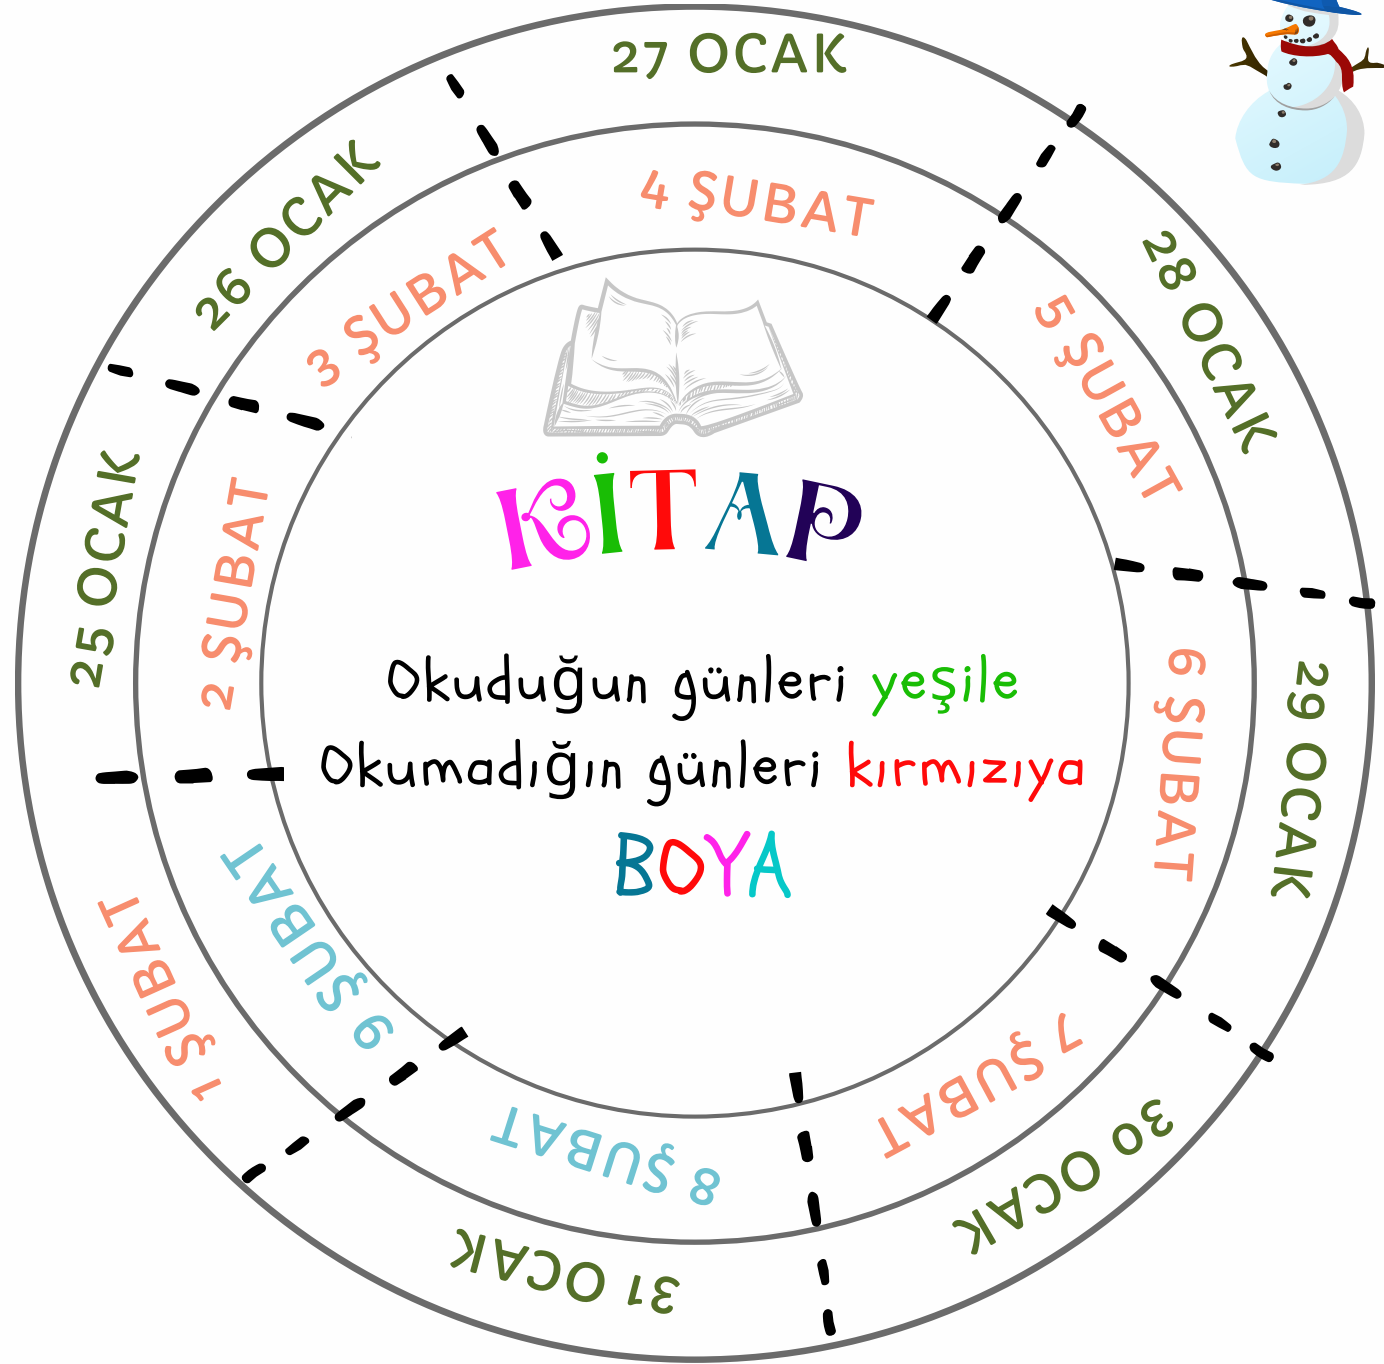 25 OCAK
26 OCAK
27 OCAK
28 OCAK
29 OCAK
30 OCAK
31 OCAK
1 ŞUBAT
2 ŞUBAT
3 ŞUBAT
4 ŞUBAT
5 ŞUBAT
6 ŞUBAT
7 ŞUBAT
8 ŞUBAT
9 ŞUBAT
KİTAP
Okuduğun günleri yeşile
Okumadığın günleri kırmızıya
BOYA